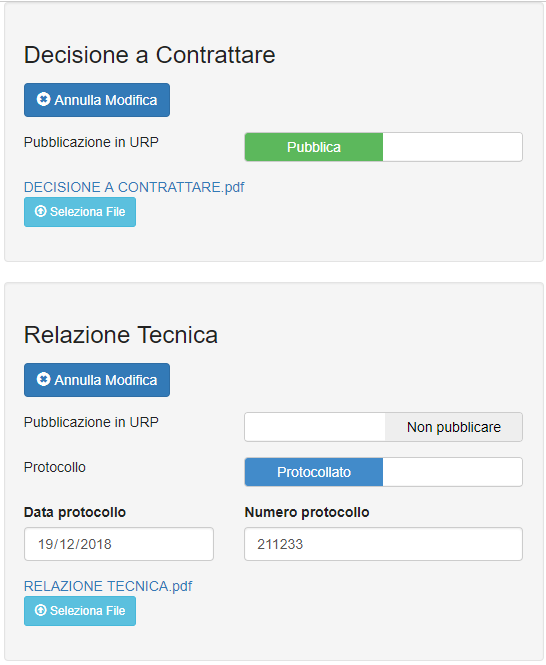 Decisione a Contrattare
Annulla Modifica
Pubblicazione in URP
Pubblica
DECISIONE A CONTRATTARE.pdf
Seleziona File
Relazione Tecnica
Annulla Modifica
Pubblicazione in URP
Non pubblicare
Protocollo
Protocollato
Data protocollo
Numero protocollo
19/12/2018
211233
RELAZIONE TECNICA.pdf
Seleziona File